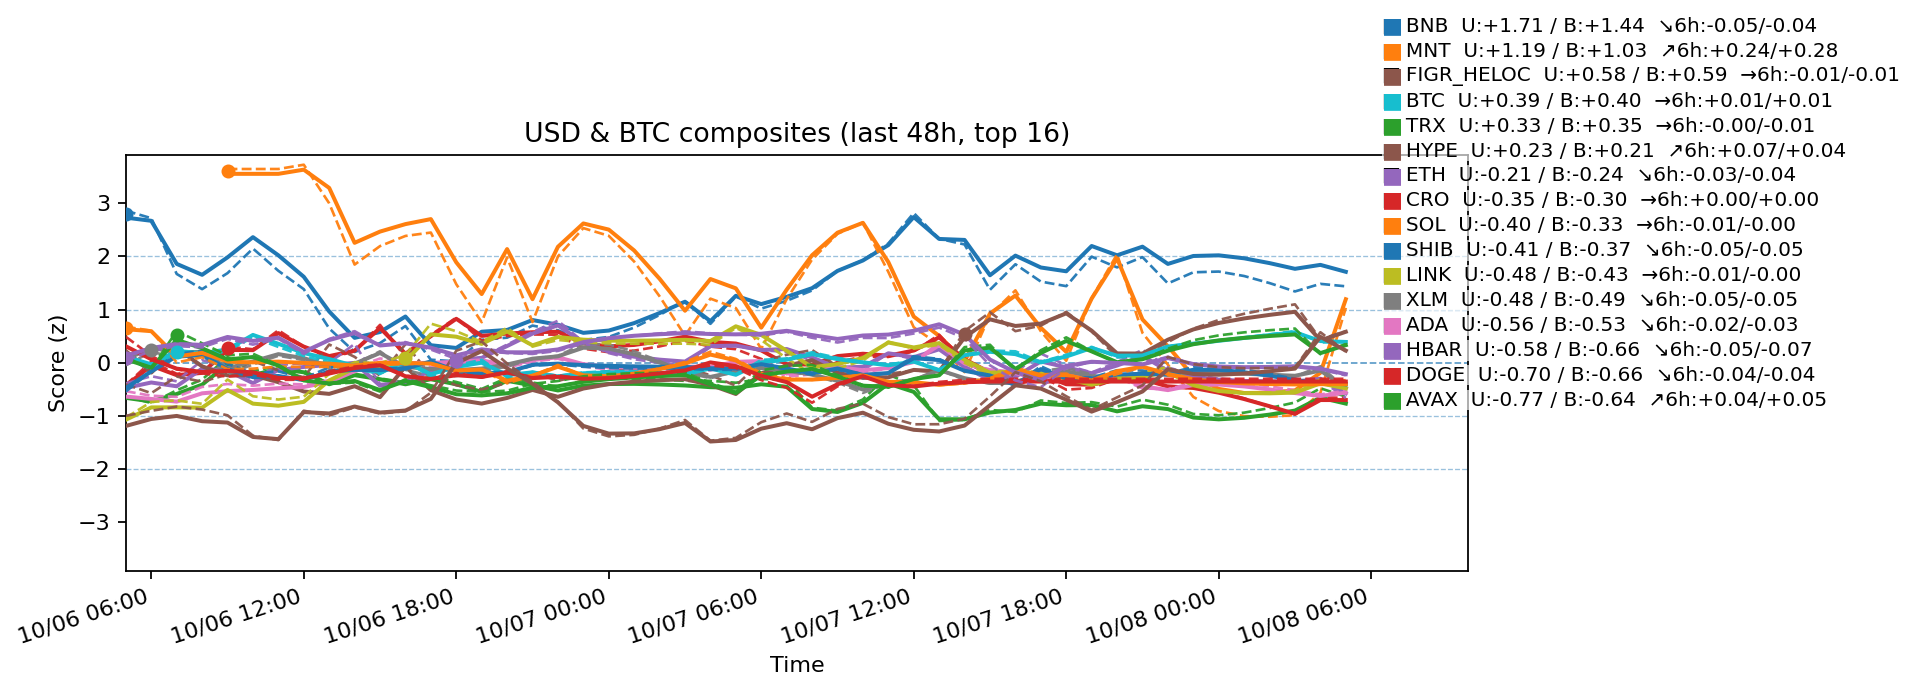 BNB  U:+1.71 / B:+1.44  ↘6h:-0.05/-0.04
MNT  U:+1.19 / B:+1.03  ↗6h:+0.24/+0.28
FIGR_HELOC  U:+0.58 / B:+0.59  →6h:-0.01/-0.01
BTC  U:+0.39 / B:+0.40  →6h:+0.01/+0.01
TRX  U:+0.33 / B:+0.35  →6h:-0.00/-0.01
HYPE  U:+0.23 / B:+0.21  ↗6h:+0.07/+0.04
ETH  U:-0.21 / B:-0.24  ↘6h:-0.03/-0.04
CRO  U:-0.35 / B:-0.30  →6h:+0.00/+0.00
SOL  U:-0.40 / B:-0.33  →6h:-0.01/-0.00
SHIB  U:-0.41 / B:-0.37  ↘6h:-0.05/-0.05
LINK  U:-0.48 / B:-0.43  →6h:-0.01/-0.00
XLM  U:-0.48 / B:-0.49  ↘6h:-0.05/-0.05
ADA  U:-0.56 / B:-0.53  ↘6h:-0.02/-0.03
HBAR  U:-0.58 / B:-0.66  ↘6h:-0.05/-0.07
DOGE  U:-0.70 / B:-0.66  ↘6h:-0.04/-0.04
AVAX  U:-0.77 / B:-0.64  ↗6h:+0.04/+0.05
USD & BTC composites (last 48h, top 16)
Score (z)
3
2
1
0
−1
−2
−3
10/06 06:00
10/06 12:00
10/06 18:00
10/07 00:00
10/07 06:00
10/07 12:00
10/07 18:00
10/08 00:00
10/08 06:00
Time